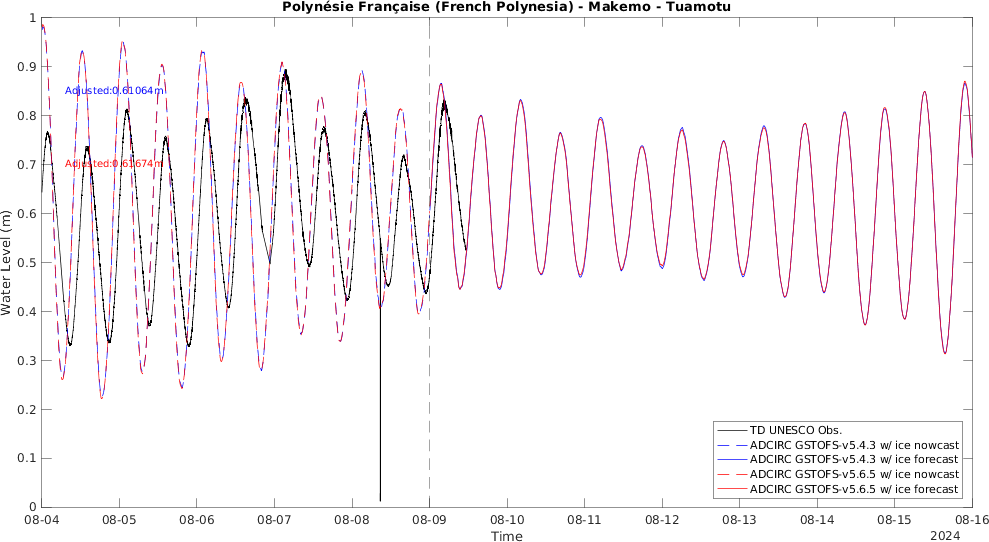 Polynésie Française (French Polynesia) - Makemo - Tuamotu
1
0.9
0.8
0.7
0.6
0.5
0.4
0.3
0.2
0.1
0
Water Level (m)
Adjusted:0.61064m
Adjusted:0.61674m
TD UNESCO Obs.
ADCIRC GSTOFS-v5.4.3 w/ ice nowcast
ADCIRC GSTOFS-v5.4.3 w/ ice forecast
ADCIRC GSTOFS-v5.6.5 w/ ice nowcast
ADCIRC GSTOFS-v5.6.5 w/ ice forecast
08-04 08-05 08-06 08-07 08-08 08-09 08-10 08-11 08-12 08-13 08-14 08-15 08-16
Time
2024